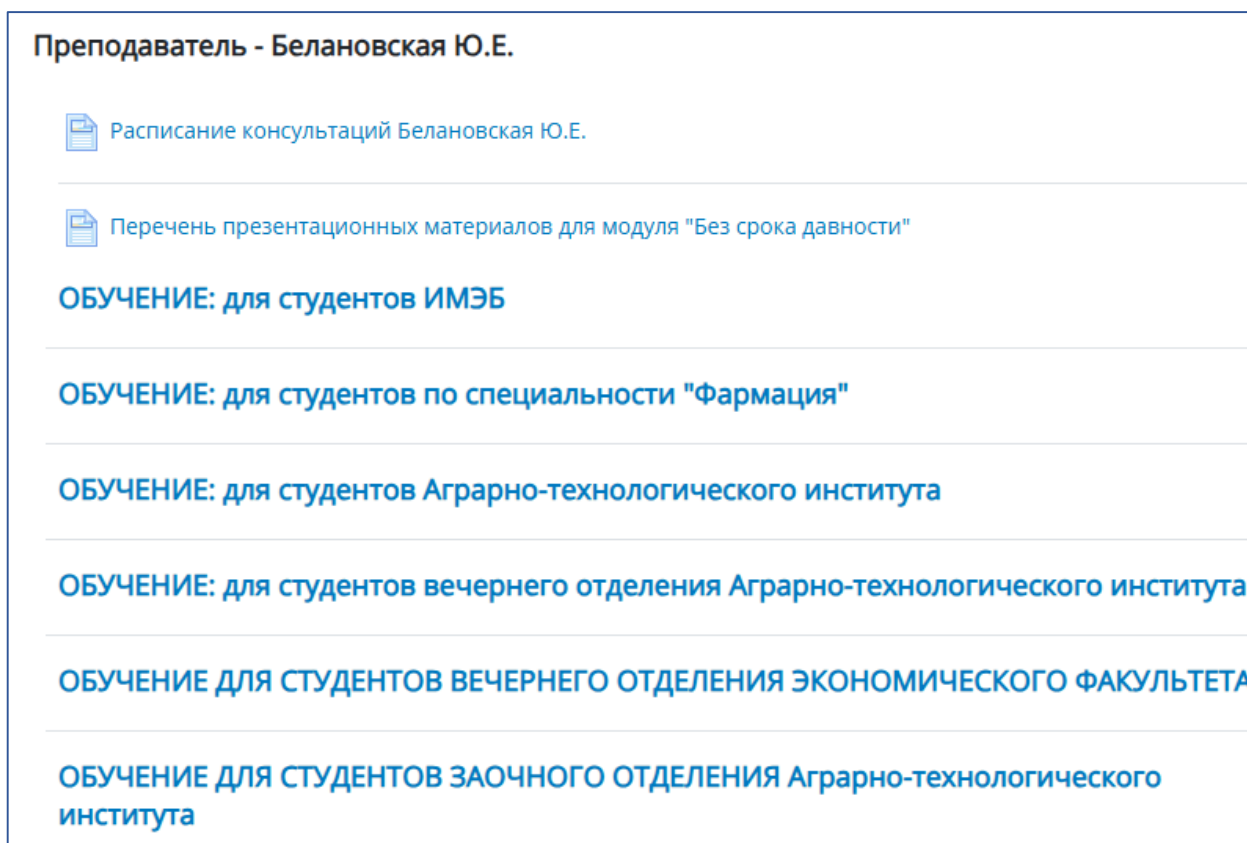 Преподаватель - Белановская Ю.Е.
Расписание консультаций Белановская Ю.Е.
Перечень презентационных материалов для модуля "Без срока давности"
ОБУЧЕНИЕ: для студентов ИМЭБ
ОБУЧЕНИЕ: для студентов по специальности "Фармация"
ОБУЧЕНИЕ: для студентов Аграрно-технологического института
ОБУЧЕНИЕ: для студентов вечернего отделения Аграрно-технологического института
ОБУЧЕНИЕ ДЛЯ СТУДЕНТОВ ВЕЧЕРНЕГО ОТДЕЛЕНИЯ ЭКОНОМИЧЕСКОГО ФАКУЛЬТЕТА
ОБУЧЕНИЕ ДЛЯ СТУДЕНТОВ ЗАОЧНОГО ОТДЕЛЕНИЯ Аграрно-технологического
института